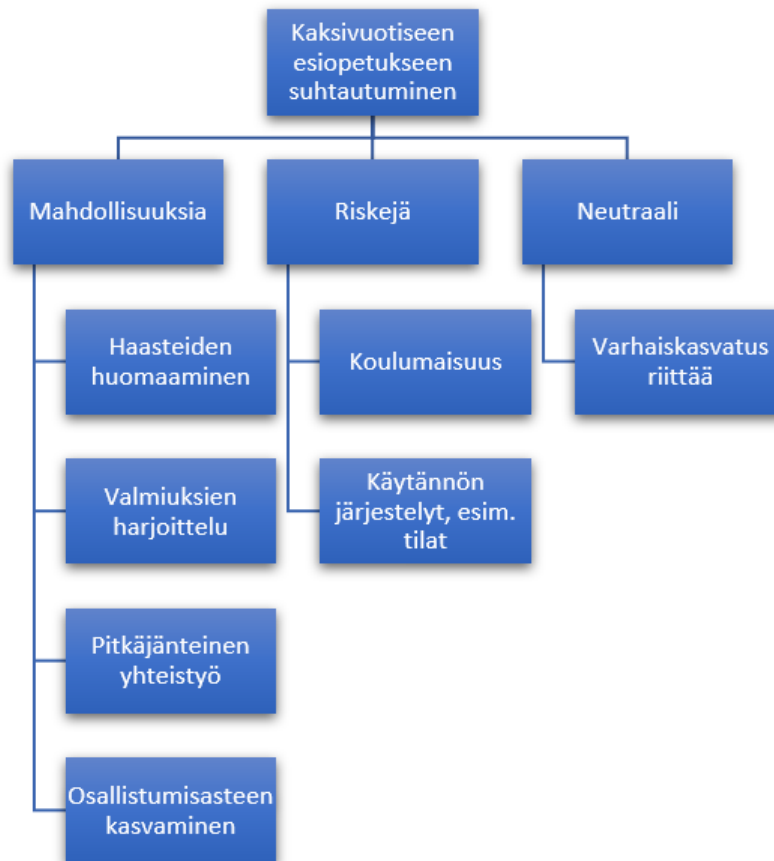 Kaksivuotiseen
esiopetukseen
suhtautuminen
Mahdollisuuksia
Riskejä
Neutraali
Haasteiden
huomaaminen
Koulumaisuus
Varhaiskasvatus
riittää
Valmiuksien
harjoittelu
Käytännön
järjestelyt, esim.
tilat
Pitkäjänteinen
yhteistyö
Osallistumisasteen
kasvaminen